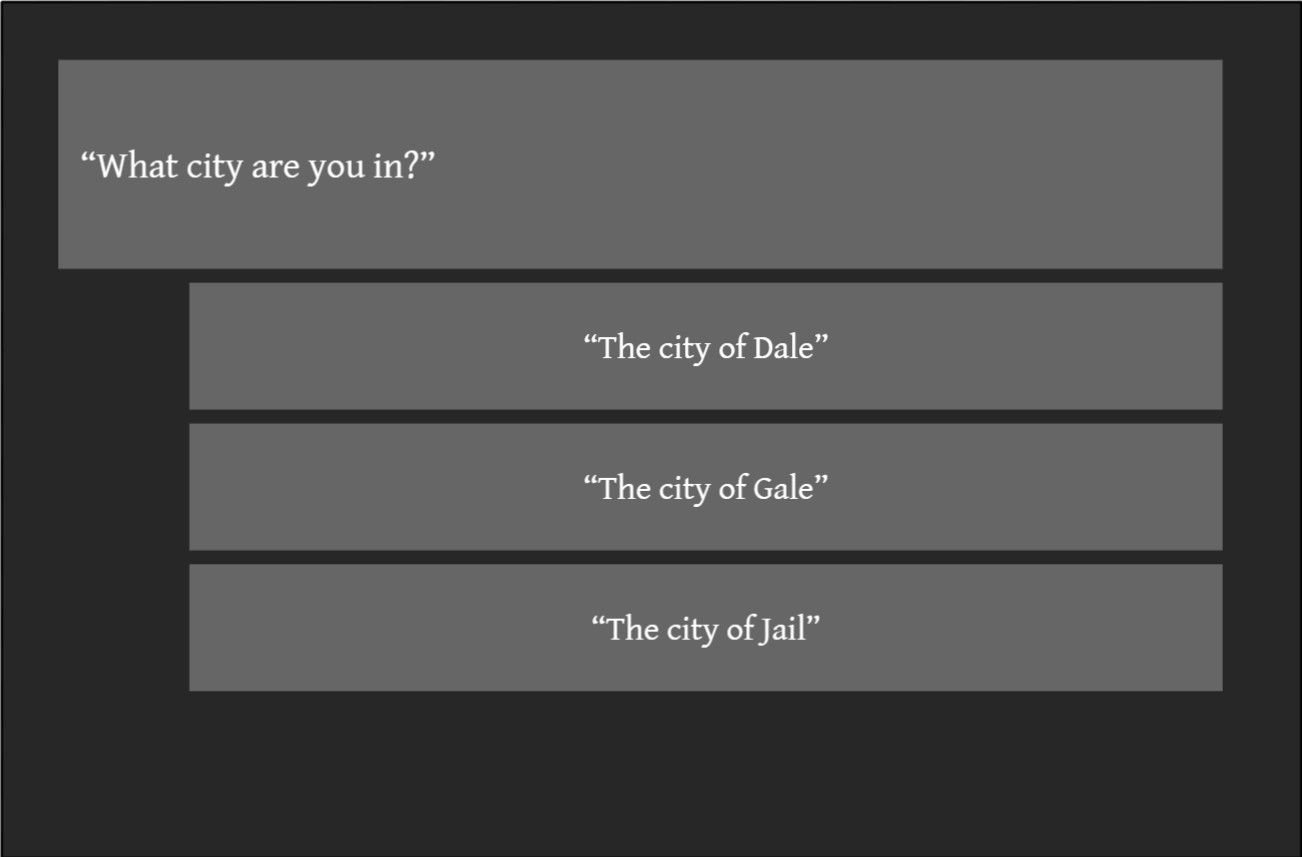 “What city are you in?”
“The city of Dale”
“The city of Gale”
“The city of Jail”